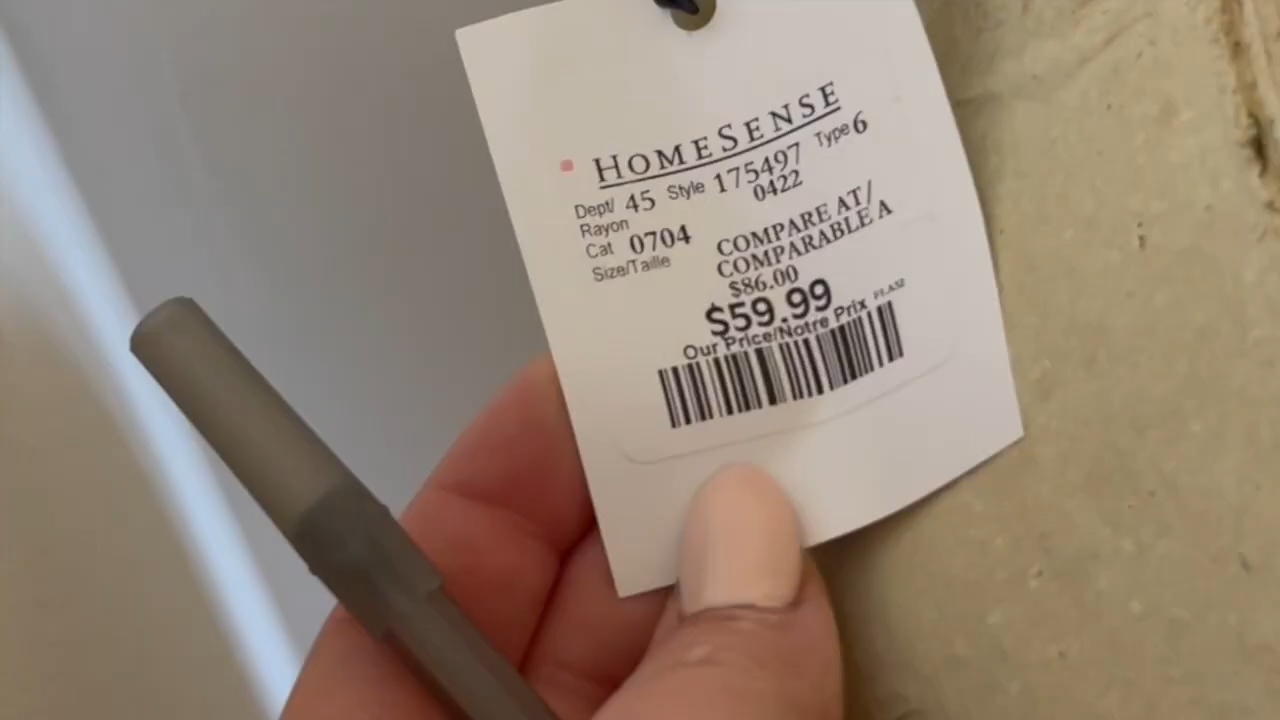 HOMESENSE
Dept/ 45 Style 175497 Type 6
Rayon 0422
Cat 0704 COMPARE AT/
Size/Taille COMPARABLE A
$86.00
$59.99
Our Price/Notre Prix